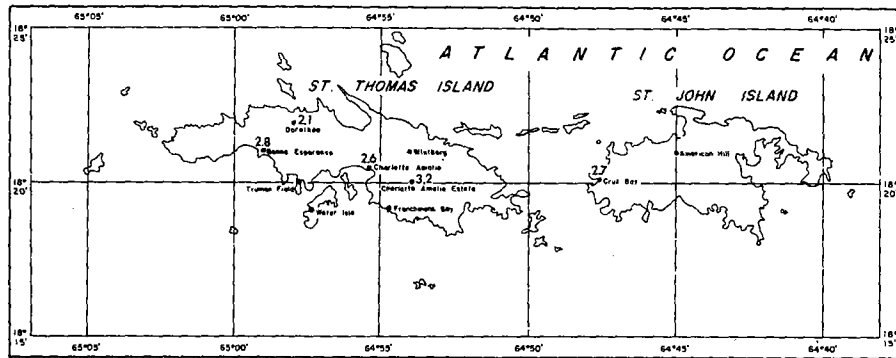 65°05' 65°00' 64°55' 64°50' 64°45' 64°40'
18° 25' 18° 25'
ATLANTIC OCEAN
ST. THOMAS ISLAND
ST. JOHN ISLAND
2.1
Dorothea
2.8
Bonne Esperance
Wintberg
American Hill
2.6
Charlotte Amalie
2.7
Cruz Bay
3.2
18° 20' 18° 20'
Truman Field
Charlotte Amalie Estate
Water Isle
Frenchmans Bay
18° 15' 18° 15'
65°05' 65°00' 64°55' 64°50' 64°45' 64°40'